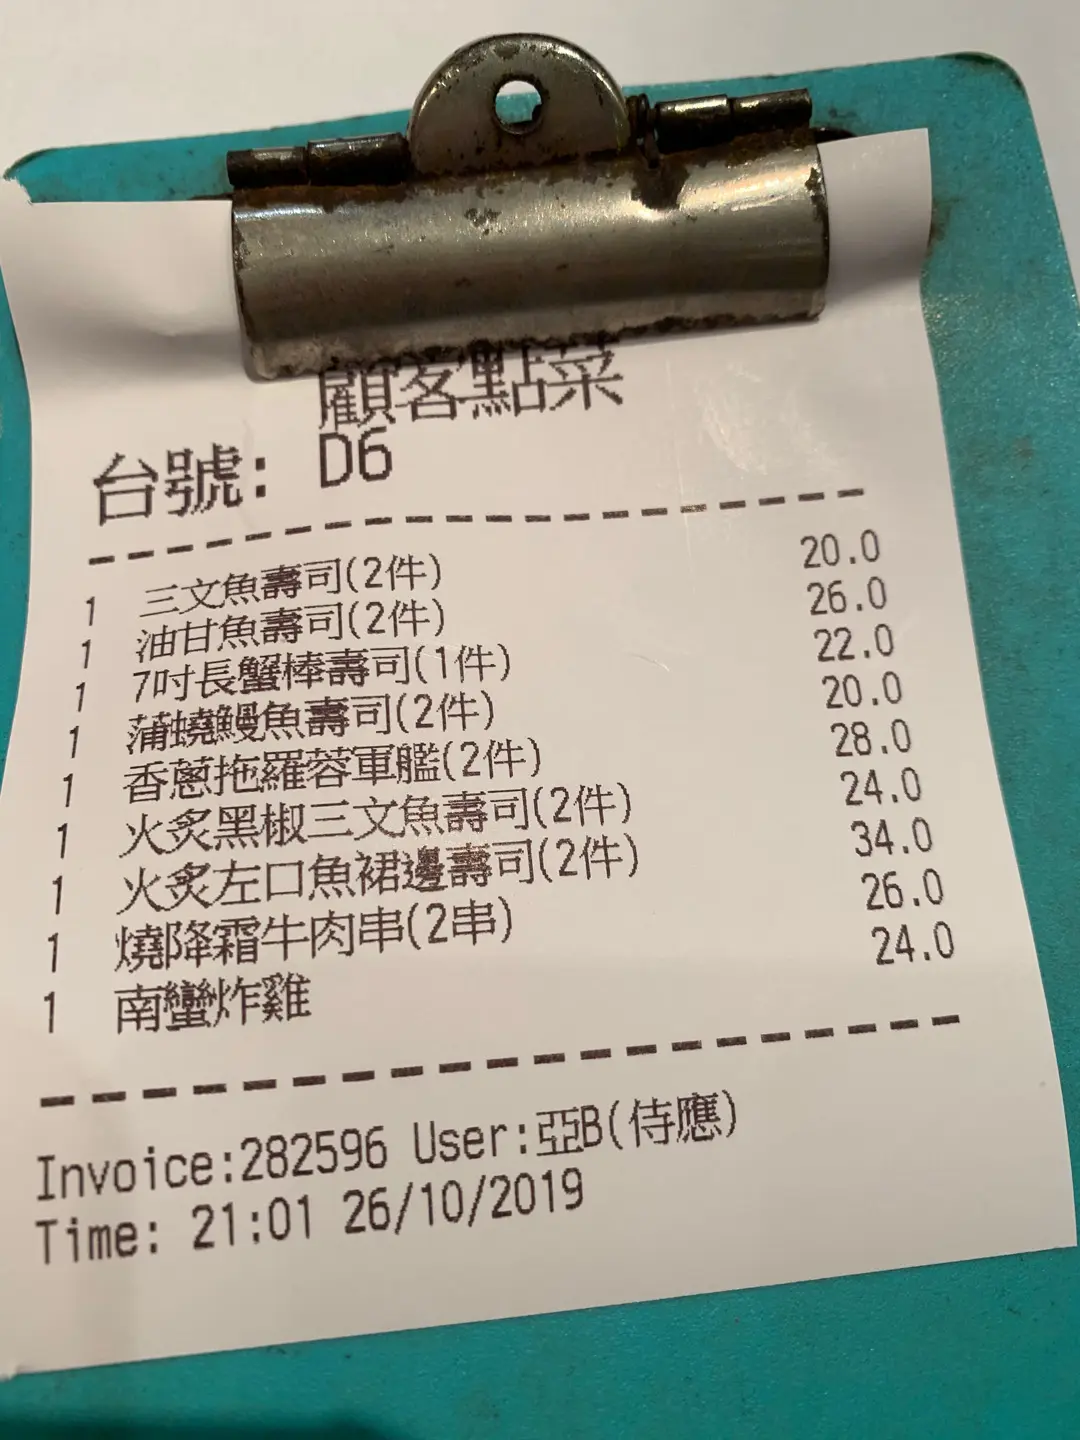 顧客點菜
台號: D6
1 三文魚壽司(2件) 20.0
1 油甘魚壽司(2件) 26.0
1 7吋長蟹棒壽司(1件) 22.0
1 蒲燒鰻魚壽司(2件) 20.0
1 香蔥拖羅蓉軍艦(2件) 28.0
1 火炙黑椒三文魚壽司(2件) 24.0
1 火炙左口魚裙邊壽司(2件) 34.0
1 燒降霜牛肉串(2串) 26.0
1 南蠻炸雞 24.0
Invoice:282596 User:亞B(侍應)
Time: 21:01 26/10/2019